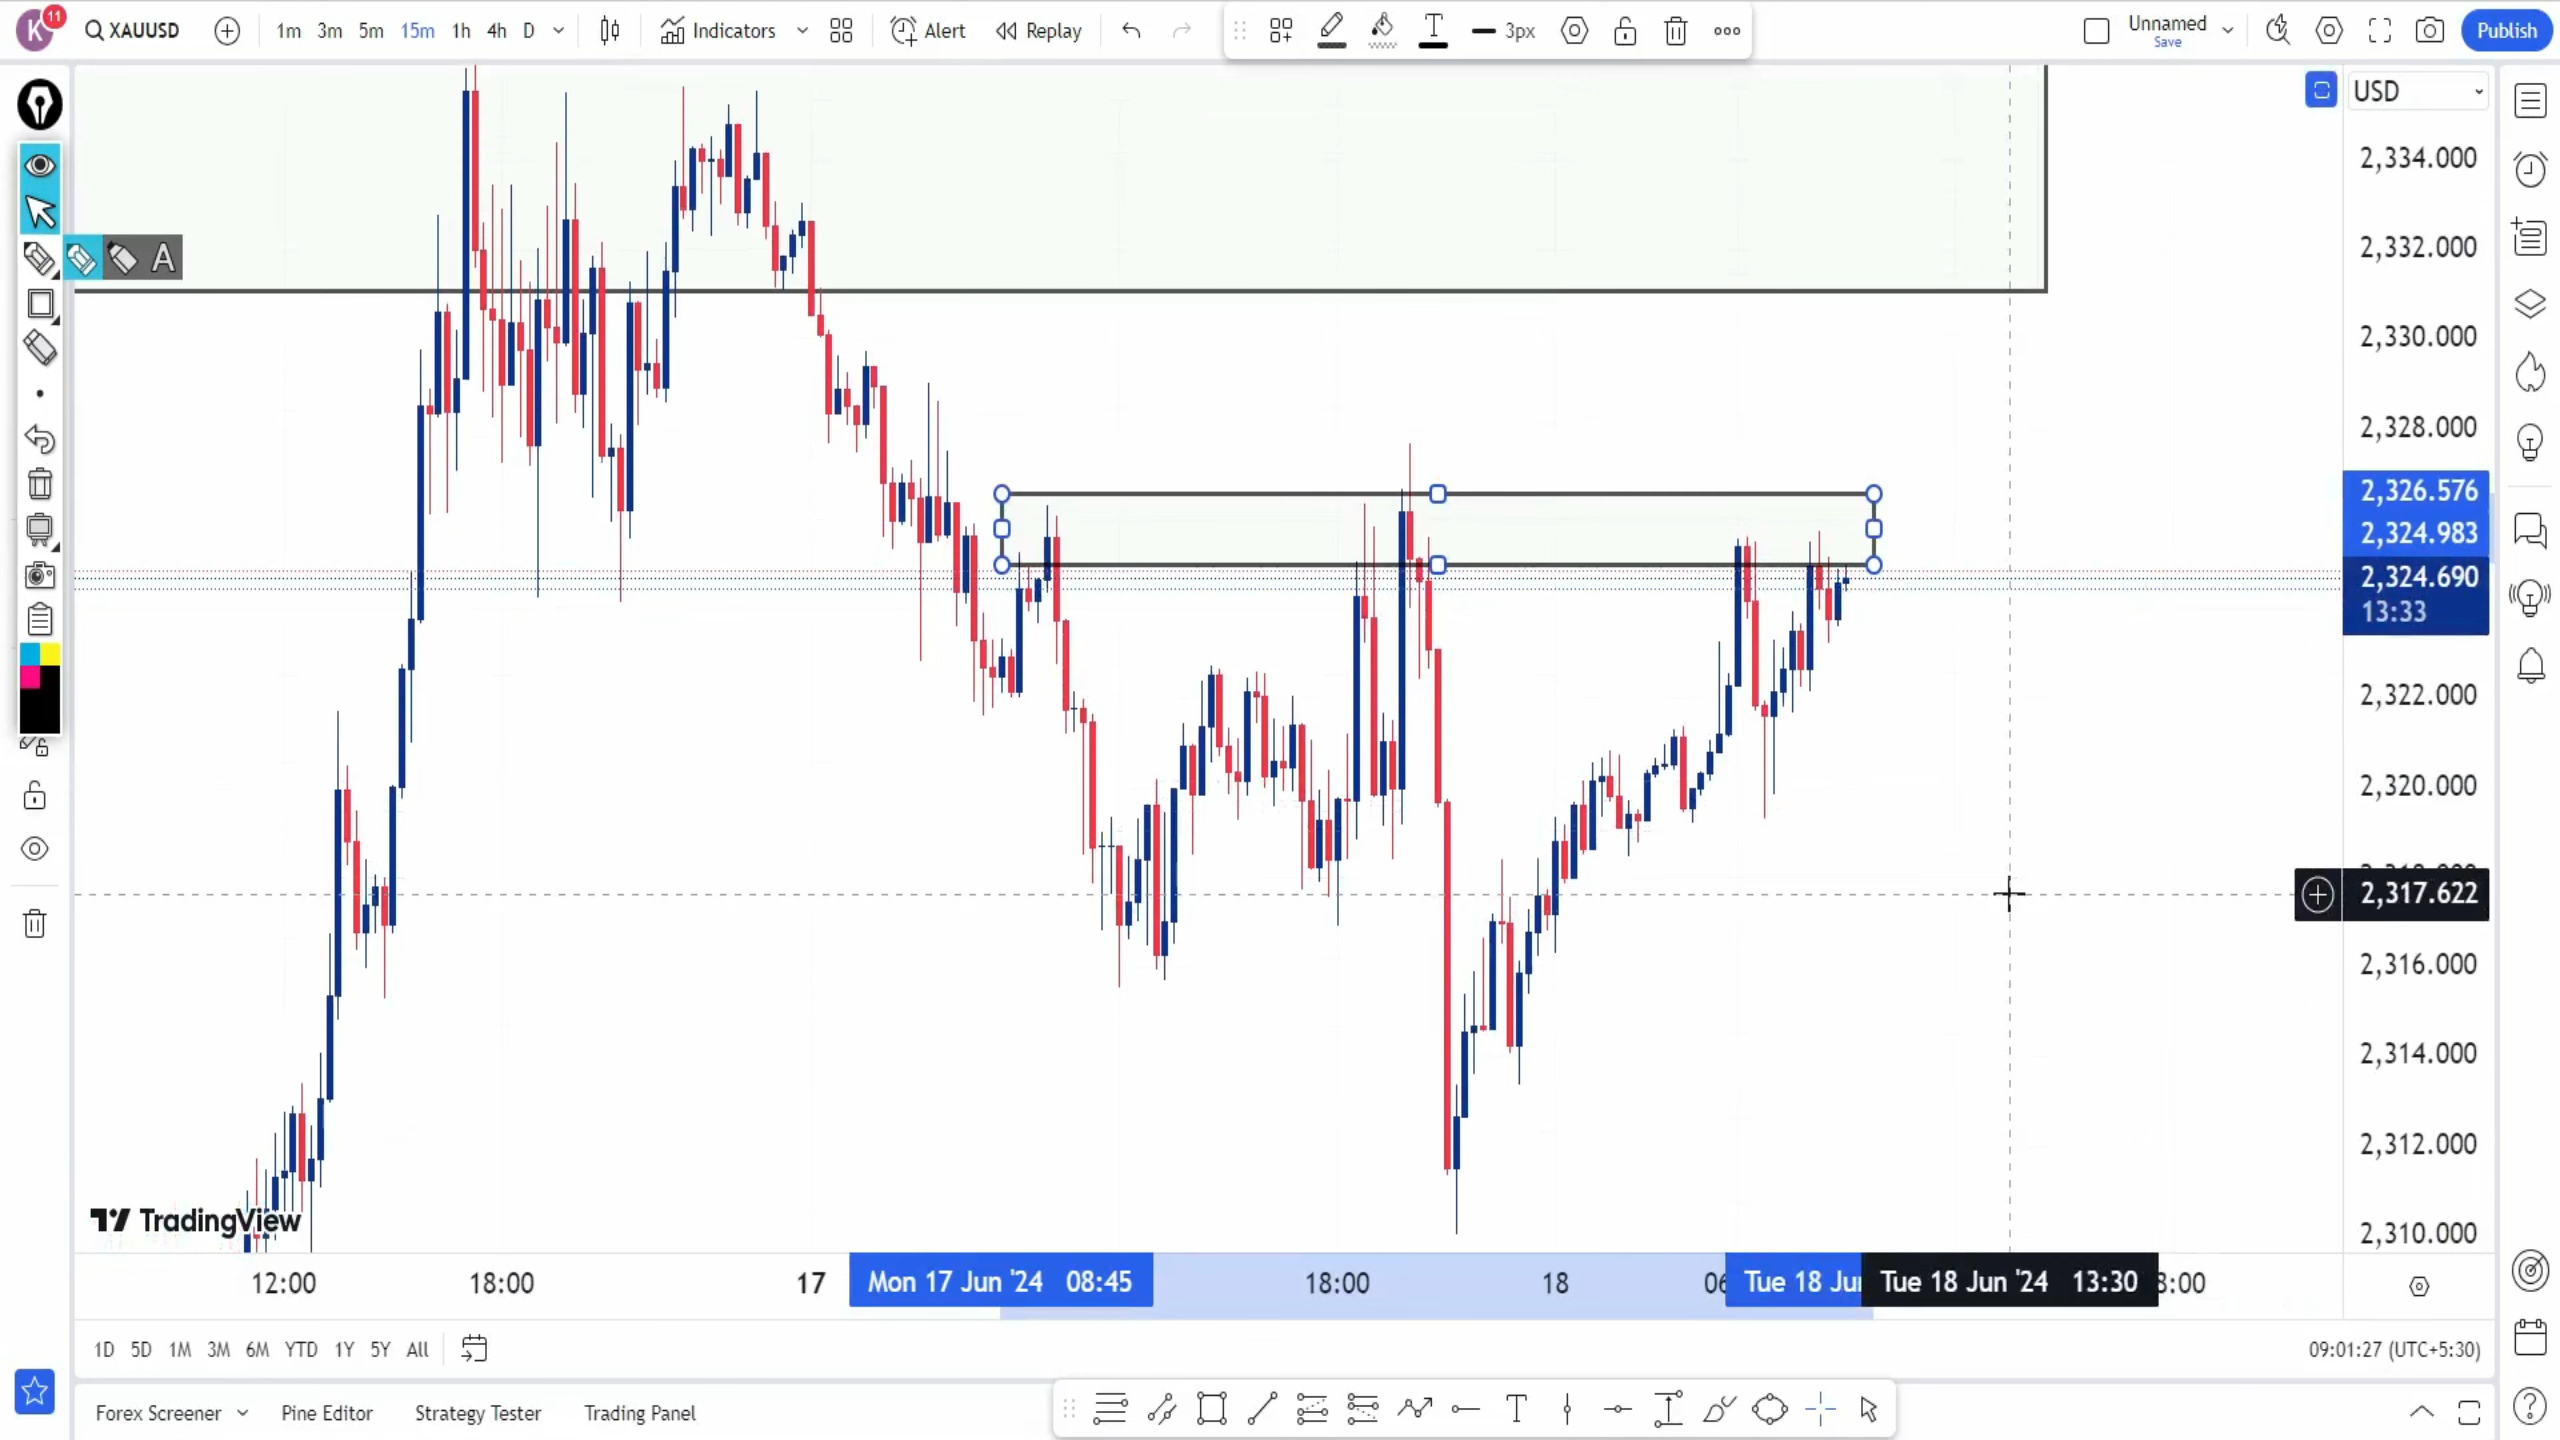 K 11 XAUUSD 1m 3m 5m 15m 1h 4h D Indicators Alert Replay T 3px Unnamed Publish
Save
USD
2,334.000
A
2,332.000
2,330.000
2,328.000
2,326.576
2,324.983
2,324.690
13:33
2,322.000
2,320.000
2,317.622
2,316.000
2,314.000
2,312.000
TradingView
2,310.000
12:00 18:00 17 Mon 17 Jun '24 08:45 18:00 18 Tue 18 Tue 18 Jun '24 13:30 3:00
1D 5D 1M 3M 6M YTD 1Y 5Y All 09:01:27 (UTC+5:30)
Forex Screener Pine Editor Strategy Tester Trading Panel T